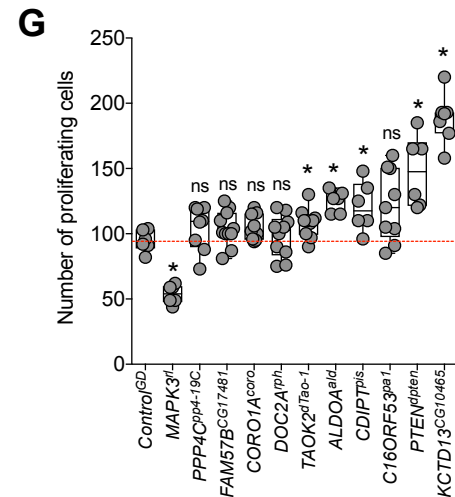 G
Number of proliferating cells
250
200
150
100
50
0
*
ns
ns
ns
ns
*
*
*
ns
*
*
Control^GD
MAPK3^rl
PPP4C^pp4-19C
FAM57B^CG17481
CORO1A^coro
DOC2A^rph
TAOK2^dTao-1
ALDOA^ald
CDIPT^pis
C16ORF53^pa1
PTEN^dpten
KCTD13^CG10465